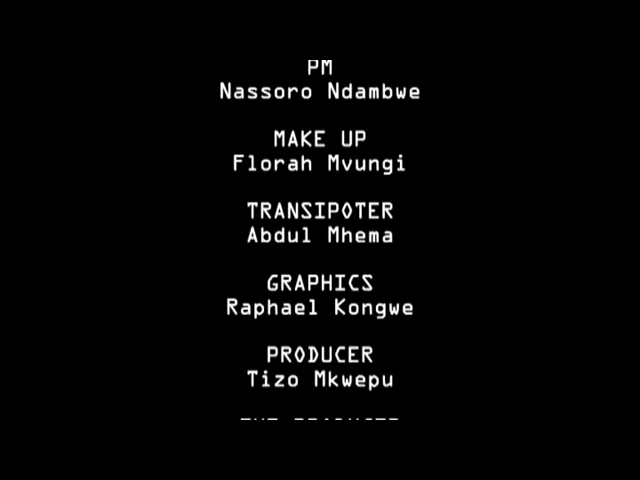 PM
Nassoro Ndambwe
MAKE UP
Florah Mvungi
TRANSIPOTER
Abdul Mhema
GRAPHICS
Raphael Kongwe
PRODUCER
Tizo Mkwepu